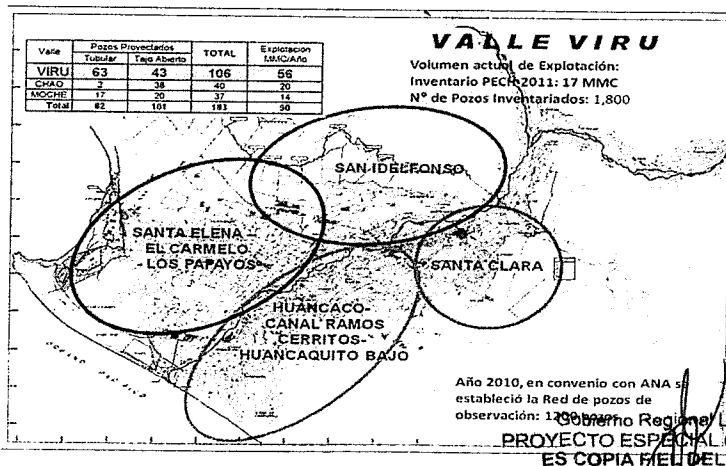 VALLE VIRU
Valle Pozos Proyectados TOTAL Explotacion MMC/Año
Tubular Tajo Abierto
VIRU 63 43 106 56
CHAO 2 38 40 20
MOCHE 17 20 37 14
Total 82 101 183 90
Volumen actual de Explotación:
Inventario PECH-2011: 17 MMC
N° de Pozos Inventariados: 1,800
SAN IDELFONSO
SANTA ELENA –
EL CARMELO
- LOS PAPAYOS
SANTA CLARA
HUANCACO-
CANAL RAMOS
CERRITOS-
HUANCAQUITO BAJO
OCEANO PACIFICO
Año 2010, en convenio con ANA s
estableció la Red de pozos de
observación:
Gobierno Regional L
PROYECTO ESPECIAL
ES COPIA FIEL DEL